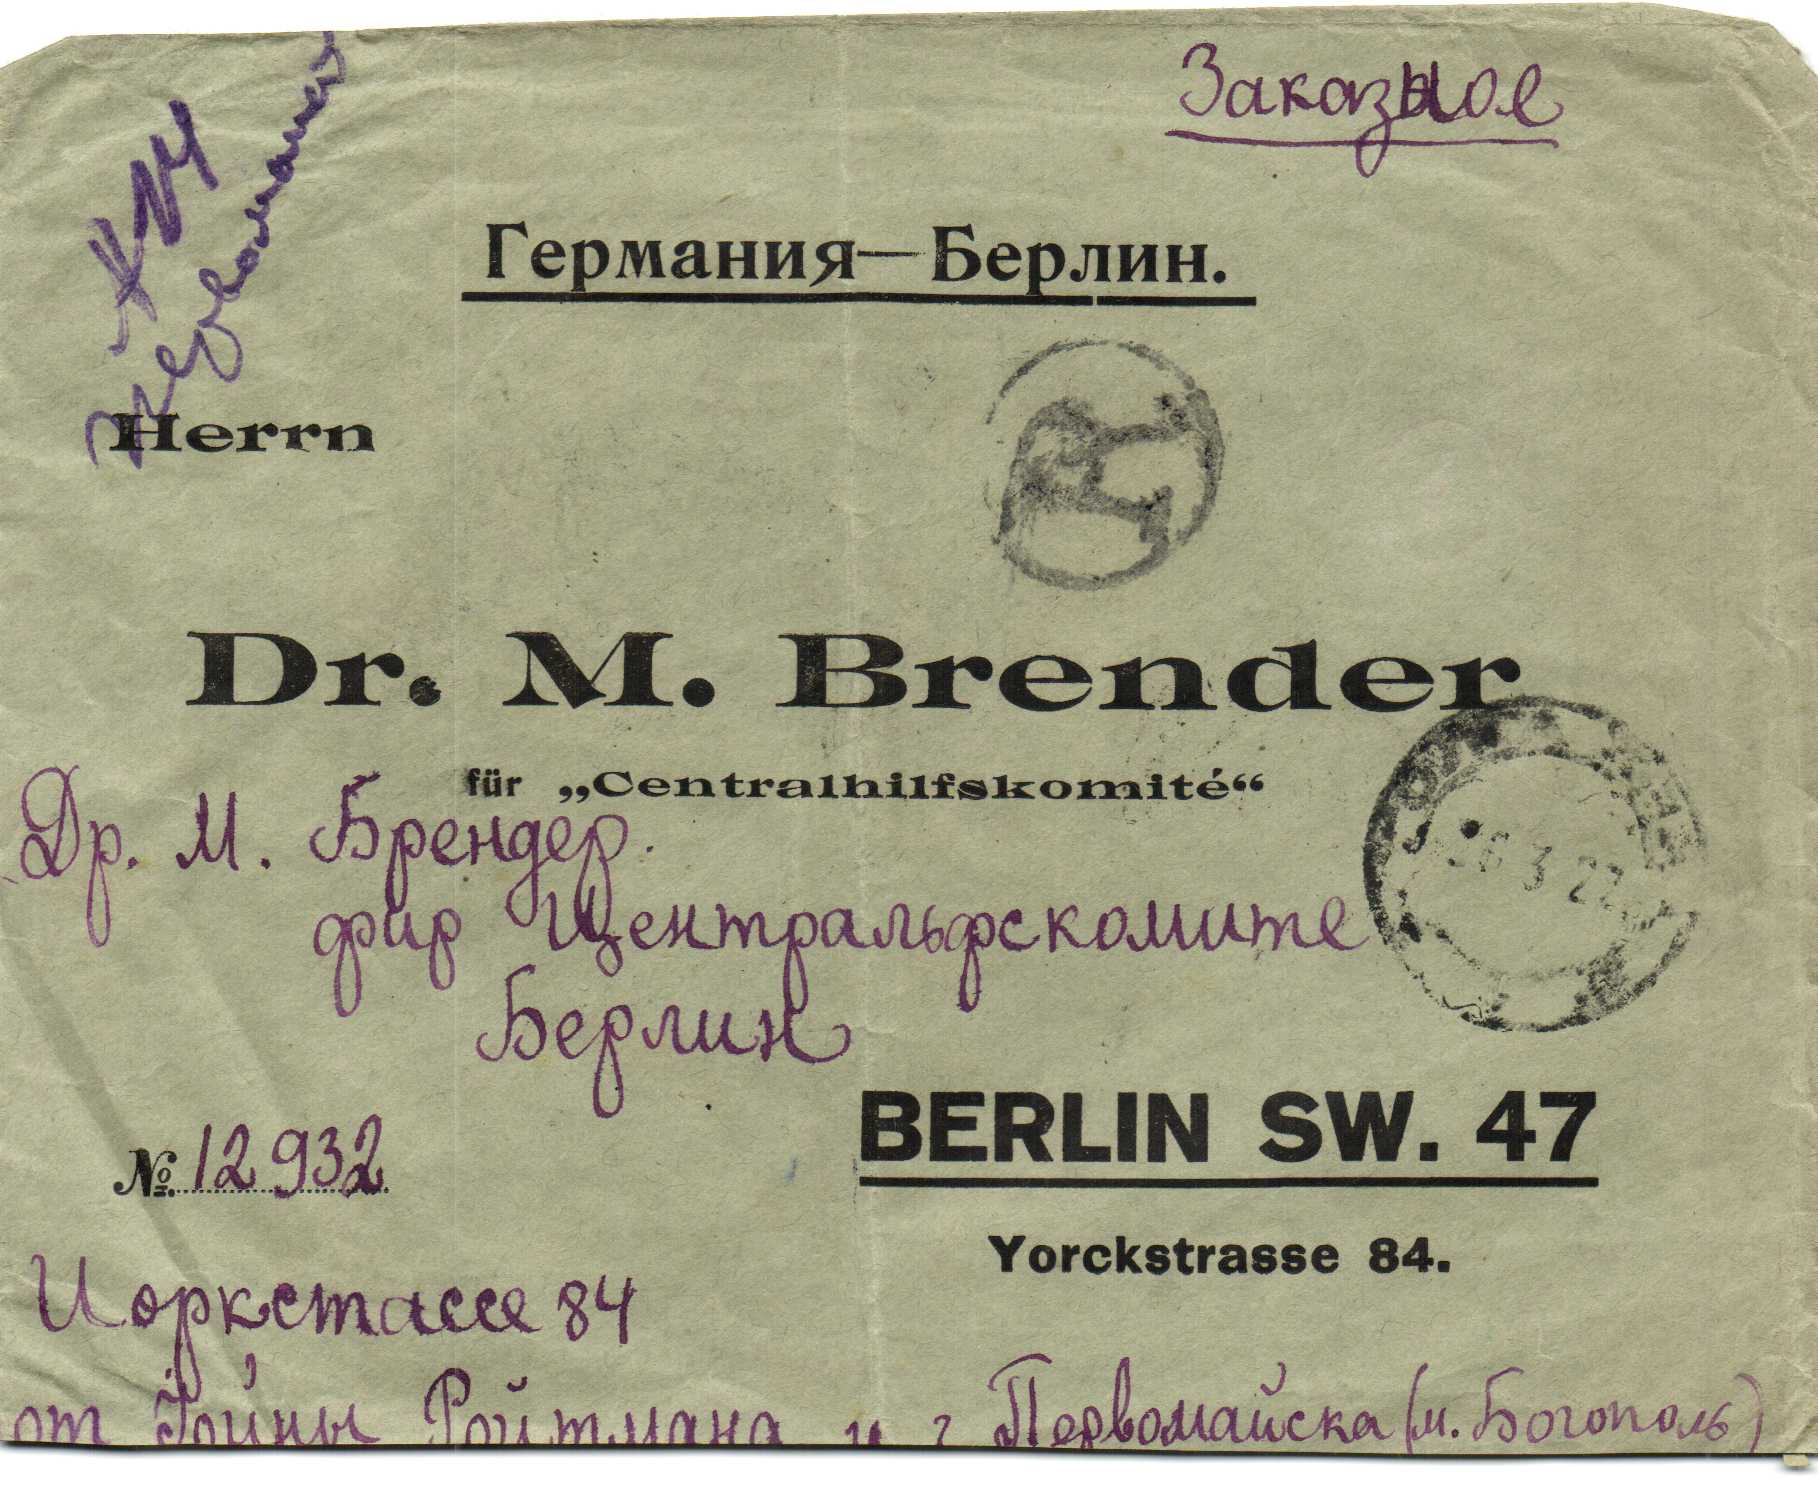 Заказное
Германия—Берлин.
Herrn
Dr. M. Brender
für „Centralhilfskomité“
Др. М. Брендер.
фир Центральфскомите
Берлин
BERLIN SW. 47
№ 12932
Yorckstrasse 84.
Иоркстассе 84
от Ройтмана г Первомайска (м. Богополь)